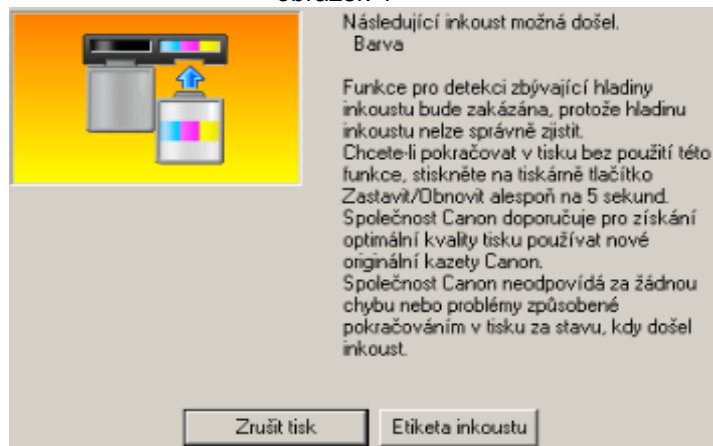 Následující inkoust možná došel.
Barva
Funkce pro detekci zbývající hladiny
inkoustu bude zakázána, protože hladinu
inkoustu nelze správně zjistit.
Chcete-li pokračovat v tisku bez použití této
funkce, stiskněte na tiskárně tlačítko
Zastavit/Obnovit alespoň na 5 sekund.
Společnost Canon doporučuje pro získání
optimální kvality tisku používat nové
originální kazety Canon.
Společnost Canon neodpovídá za žádnou
chybu nebo problémy způsobené
pokračováním v tisku za stavu, kdy došel
inkoust.
Zrušit tisk
Etiketa inkoustu